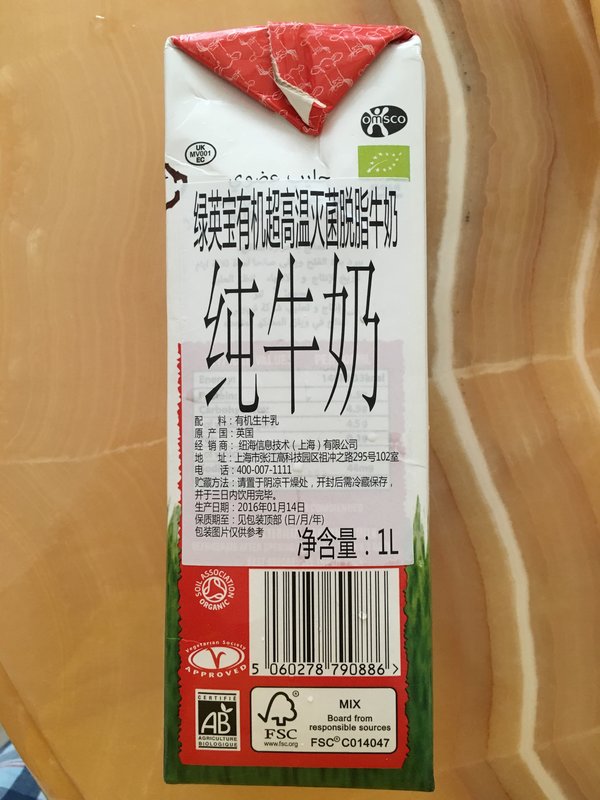 omsco
UK
MV001
EC
绿英宝有机超高温灭菌脱脂牛奶
纯牛奶
配 料：有机生牛乳
原 产 国：英国
经 销 商： 纽海信息技术（上海）有限公司
地 址：上海市张江高科技园区祖冲之路295号102室
电 话：400-007-1111
贮藏方法：请置于阴凉干燥处，开封后需冷藏保存，
并于三日内饮用完毕。
生产日期：2016年01月14日
保质期至：见包装顶部 (日/月/年)
包装图片仅供参考
净含量：1L
SOIL ASSOCIATION
ORGANIC
Vegetarian Society
APPROVED
5 060278 790886 >
CERTIFIÉ
AB
AGRICULTURE
BIOLOGIQUE
FSC
www.fsc.org
MIX
Board from
responsible sources
FSC® C014047